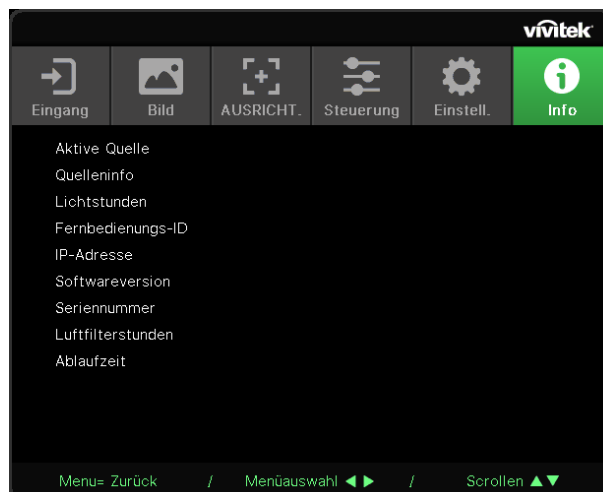 vivitek
Eingang Bild AUSRICHT. Steuerung Einstell. Info
Aktive Quelle
Quelleninfo
Lichtstunden
Fernbedienungs-ID
IP-Adresse
Softwareversion
Seriennummer
Luftfilterstunden
Ablaufzeit
Menu= Zurück / Menüauswahl ◀ ▶ / Scrollen ▲▼